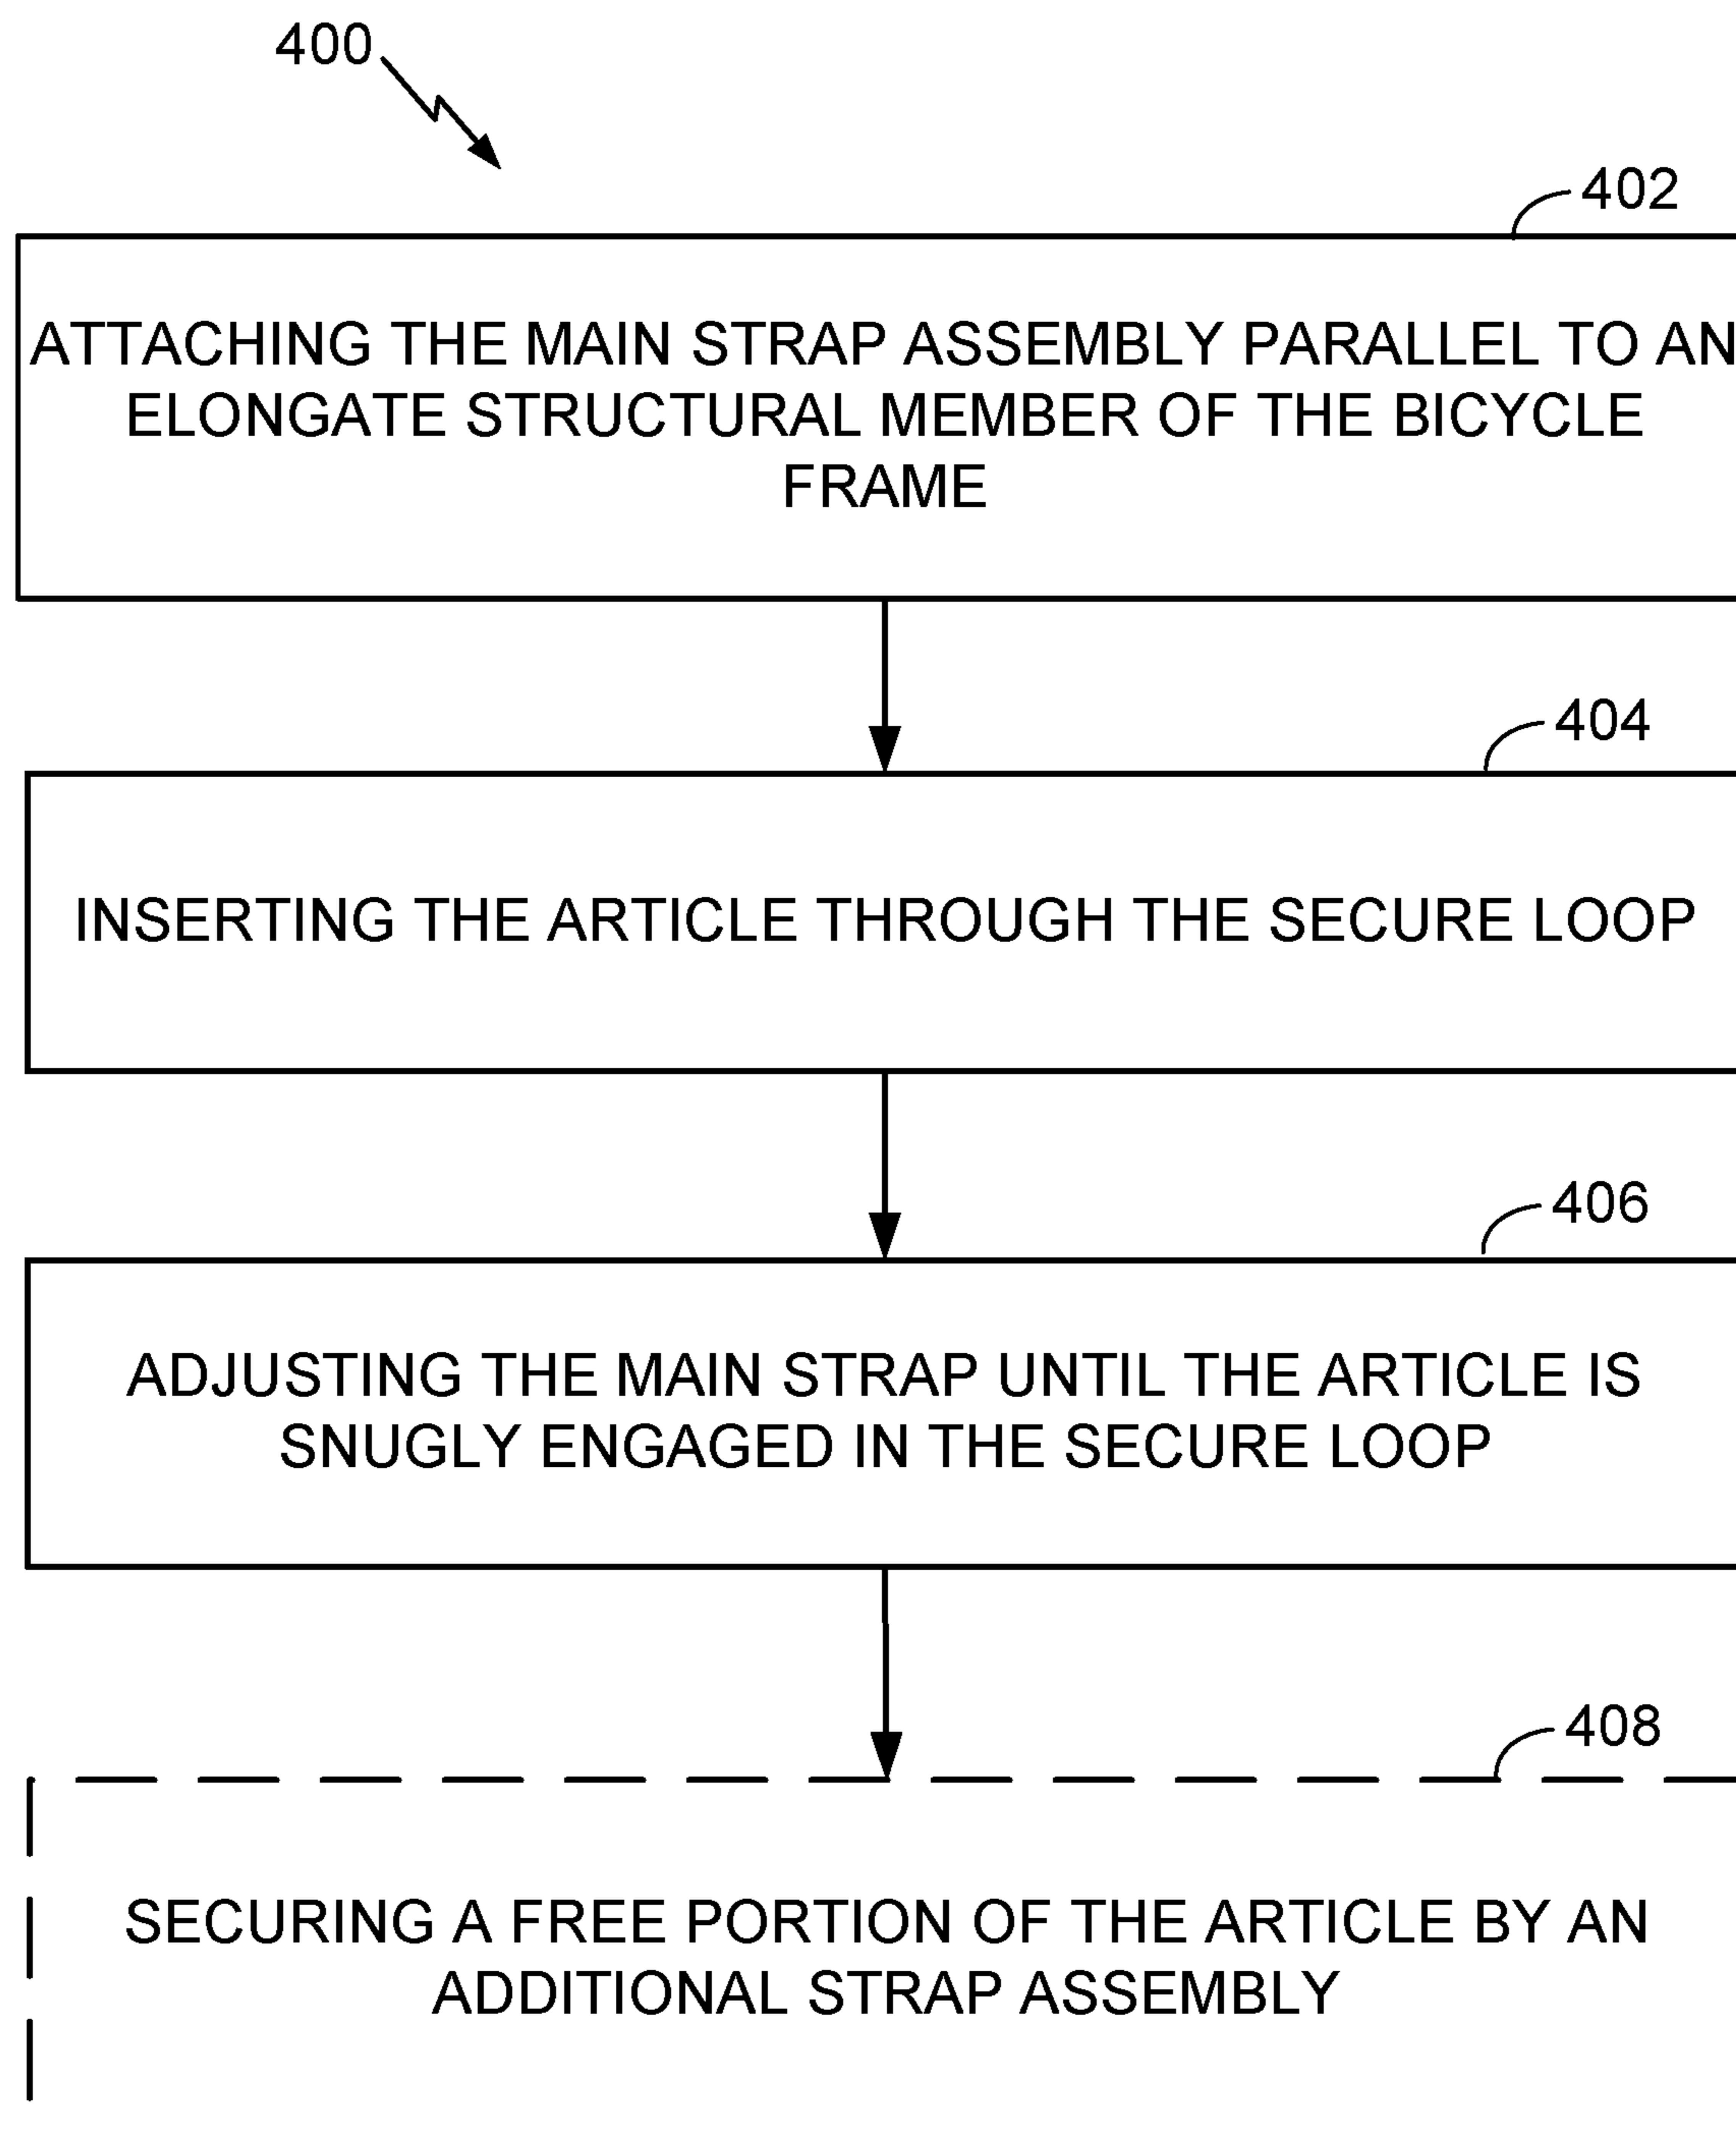 400
402
ATTACHING THE MAIN STRAP ASSEMBLY PARALLEL TO AN
ELONGATE STRUCTURAL MEMBER OF THE BICYCLE
FRAME
404
INSERTING THE ARTICLE THROUGH THE SECURE LOOP
406
ADJUSTING THE MAIN STRAP UNTIL THE ARTICLE IS
SNUGLY ENGAGED IN THE SECURE LOOP
408
SECURING A FREE PORTION OF THE ARTICLE BY AN
ADDITIONAL STRAP ASSEMBLY